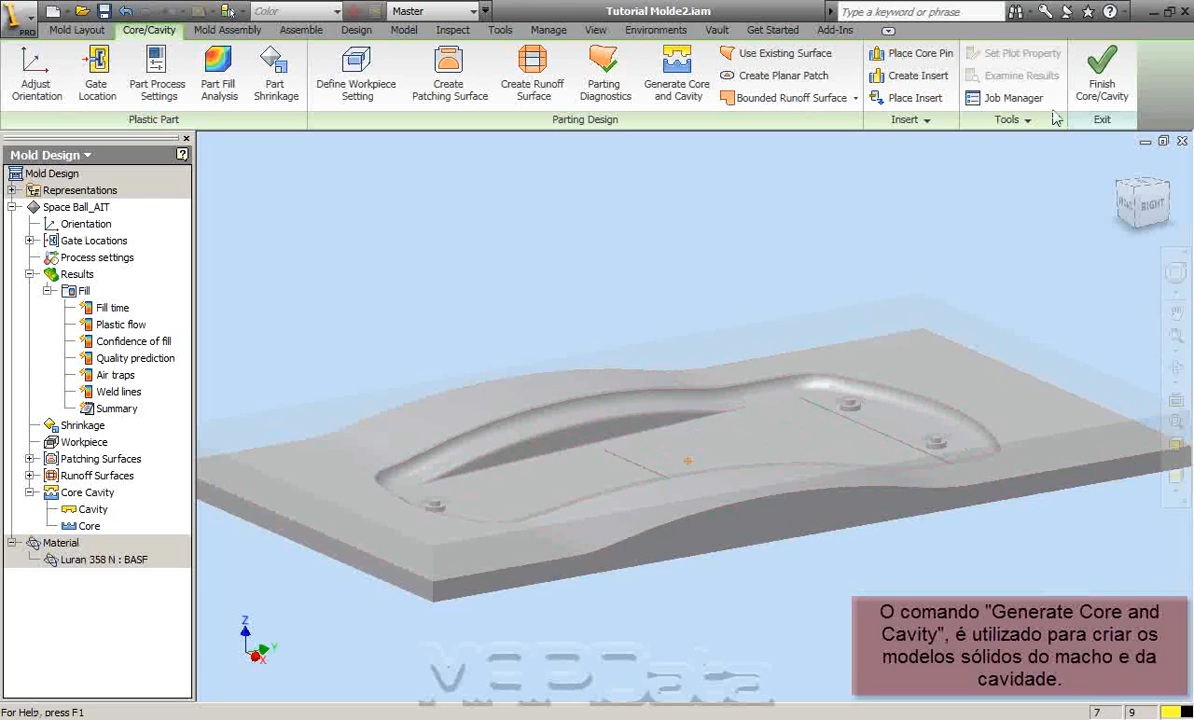 PRO
Color
Master
Tutorial Molde2.iam
Type a keyword or phrase
Mold Layout
Core/Cavity
Mold Assembly
Assemble
Design
Model
Inspect
Tools
Manage
View
Environments
Vault
Get Started
Add-Ins
Adjust
Orientation
Gate
Location
Part Process
Settings
Part Fill
Analysis
Part
Shrinkage
Define Workpiece
Setting
Create
Patching Surface
Create Runoff
Surface
Parting
Diagnostics
Generate Core
and Cavity
Use Existing Surface
Create Planar Patch
Bounded Runoff Surface
Place Core Pin
Create Insert
Place Insert
Set Plot Property
Examine Results
Job Manager
Finish
Core/Cavity
Plastic Part
Parting Design
Insert
Tools
Exit
Mold Design
Mold Design
Representations
Space Ball_AIT
Orientation
Gate Locations
Process settings
Results
Fill
Fill time
Plastic flow
Confidence of fill
Quality prediction
Air traps
Weld lines
Summary
Shrinkage
Workpiece
Patching Surfaces
Runoff Surfaces
Core Cavity
Cavity
Core
Material
Luran 358 N : BASF
RIGHT
Z
Y
X
O comando "Generate Core and
Cavity", é utilizado para criar os
modelos sólidos do macho e da
cavidade.
For Help, press F1
7
9